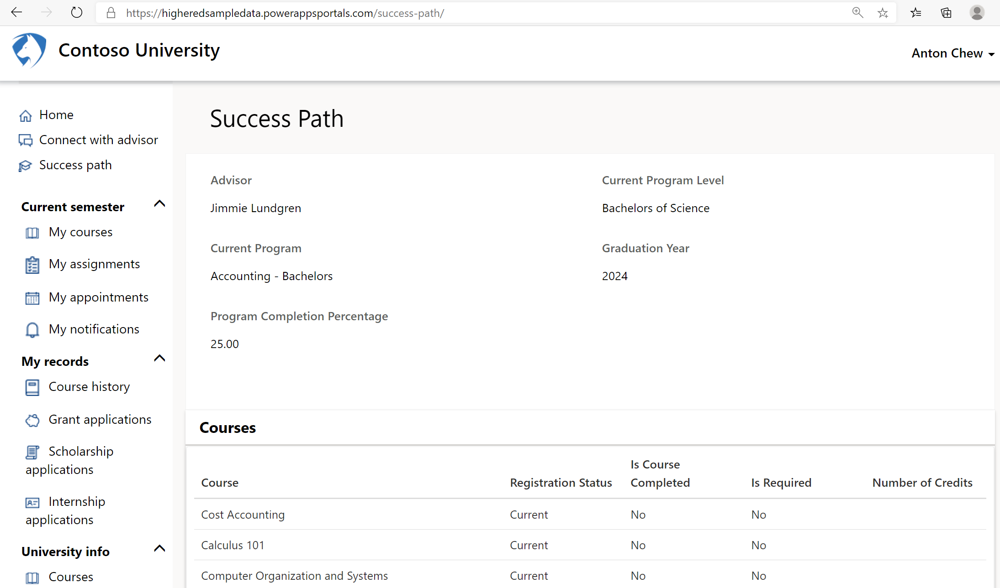 https://higheredsampledata.powerappsportals.com/success-path/
Contoso University
Anton Chew
Home
Connect with advisor
Success path
Current semester
My courses
My assignments
My appointments
My notifications
My records
Course history
Grant applications
Scholarship
applications
Internship
applications
University info
Courses
Success Path
Advisor
Jimmie Lundgren
Current Program Level
Bachelors of Science
Current Program
Accounting - Bachelors
Graduation Year
2024
Program Completion Percentage
25.00
Courses
Course Registration Status Is Course Completed Is Required Number of Credits
Cost Accounting Current No No
Calculus 101 Current No No
Computer Organization and Systems Current No No